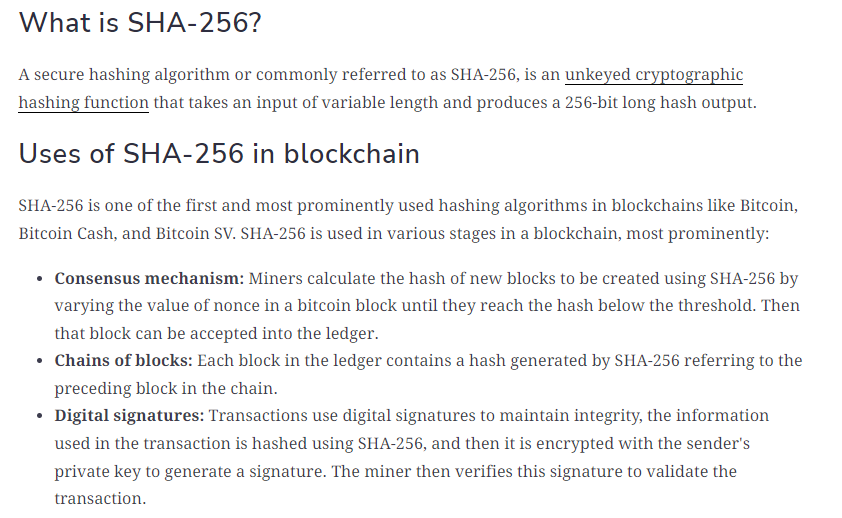 What is SHA-256?
A secure hashing algorithm or commonly referred to as SHA-256, is an unkeyed cryptographic
hashing function that takes an input of variable length and produces a 256-bit long hash output.
Uses of SHA-256 in blockchain
SHA-256 is one of the first and most prominently used hashing algorithms in blockchains like Bitcoin,
Bitcoin Cash, and Bitcoin SV. SHA-256 is used in various stages in a blockchain, most prominently:
• Consensus mechanism: Miners calculate the hash of new blocks to be created using SHA-256 by
varying the value of nonce in a bitcoin block until they reach the hash below the threshold. Then
that block can be accepted into the ledger.
• Chains of blocks: Each block in the ledger contains a hash generated by SHA-256 referring to the
preceding block in the chain.
• Digital signatures: Transactions use digital signatures to maintain integrity, the information
used in the transaction is hashed using SHA-256, and then it is encrypted with the sender's
private key to generate a signature. The miner then verifies this signature to validate the
transaction.